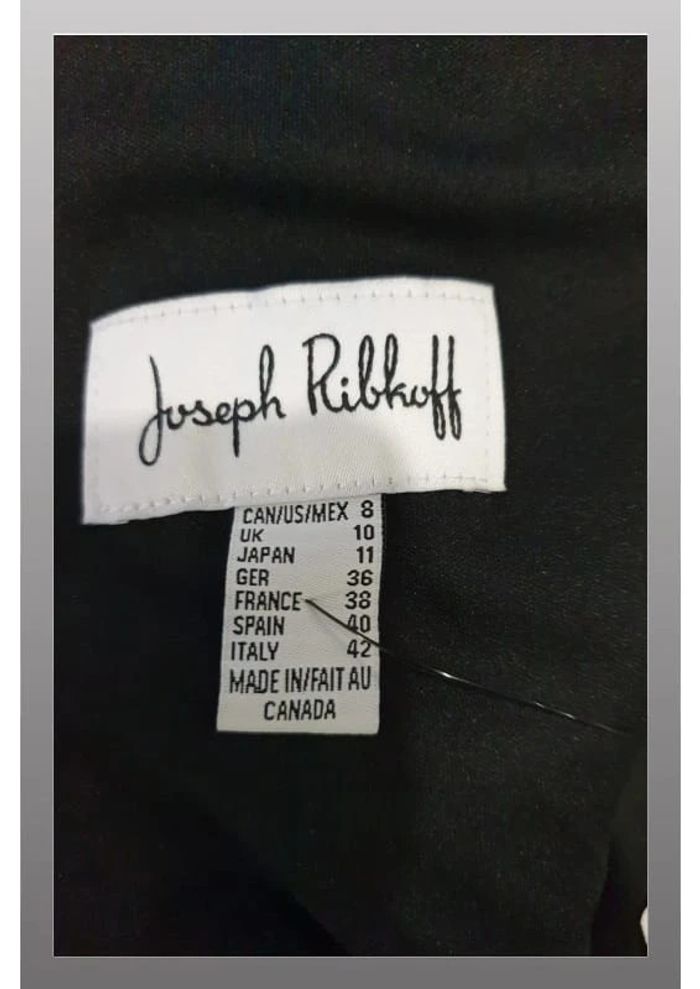 Joseph Ribkoff
CAN/US/MEX 8
UK 10
JAPAN 11
GER 36
FRANCE 38
SPAIN 40
ITALY 42
MADE IN/FAIT AU
CANADA